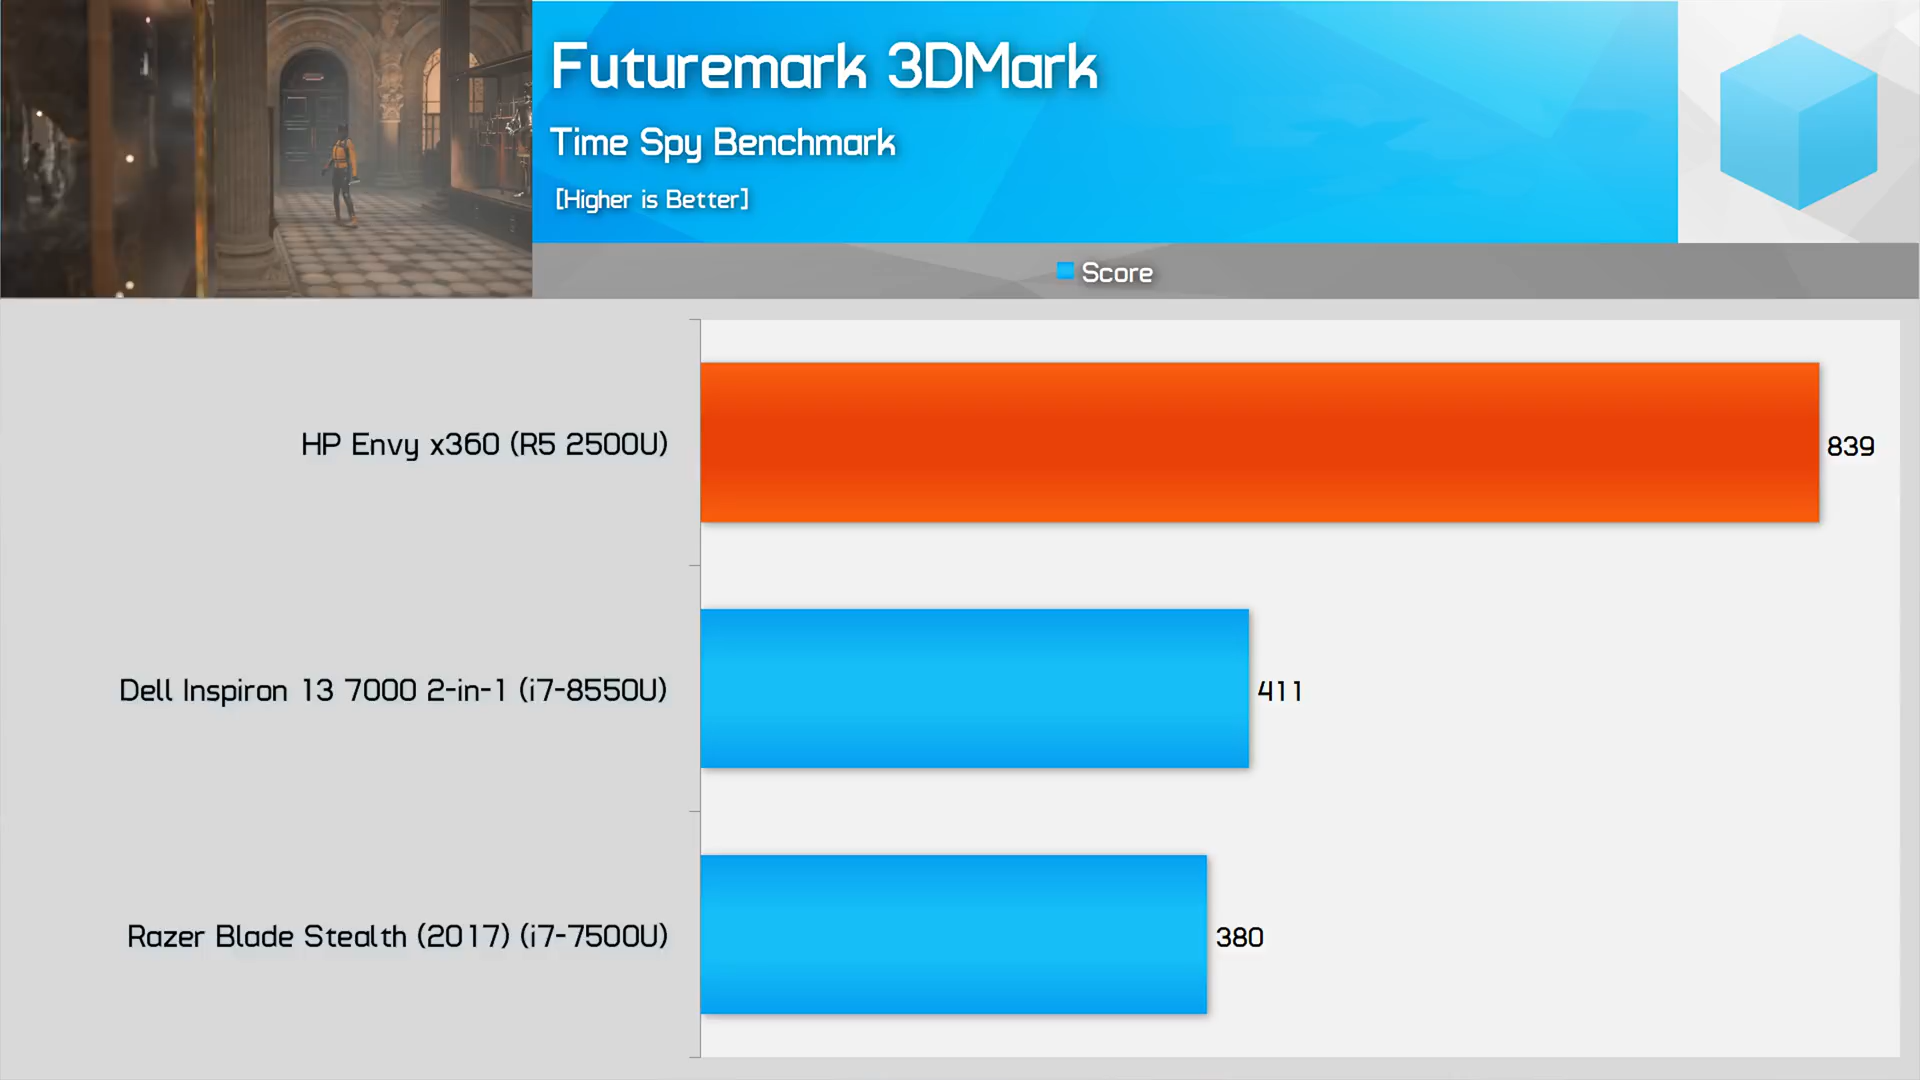 Futuremark 3DMark
Time Spy Benchmark
[Higher is Better]
Score
HP Envy x360 (R5 2500U)
839
Dell Inspiron 13 7000 2-in-1 (i7-8550U)
411
Razer Blade Stealth (2017) (i7-7500U)
380